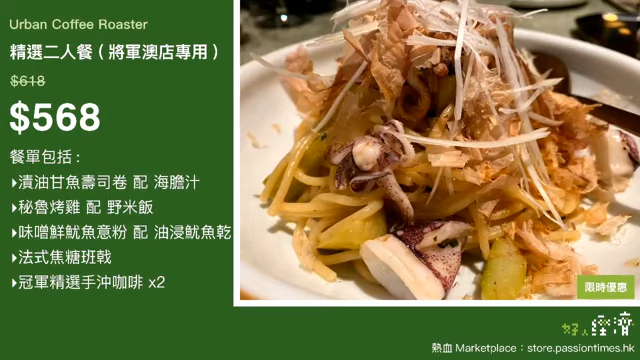 Urban Coffee Roaster
精選二人餐（將軍澳店專用）
$618
$568
餐單包括：
漬油甘魚壽司卷 配 海膽汁
秘魯烤雞 配 野米飯
味噌鮮魷魚意粉 配 油浸魷魚乾
法式焦糖班戟
冠軍精選手沖咖啡 x2
限時優惠
好人經濟
熱血 Marketplace：store.passiontimes.hk